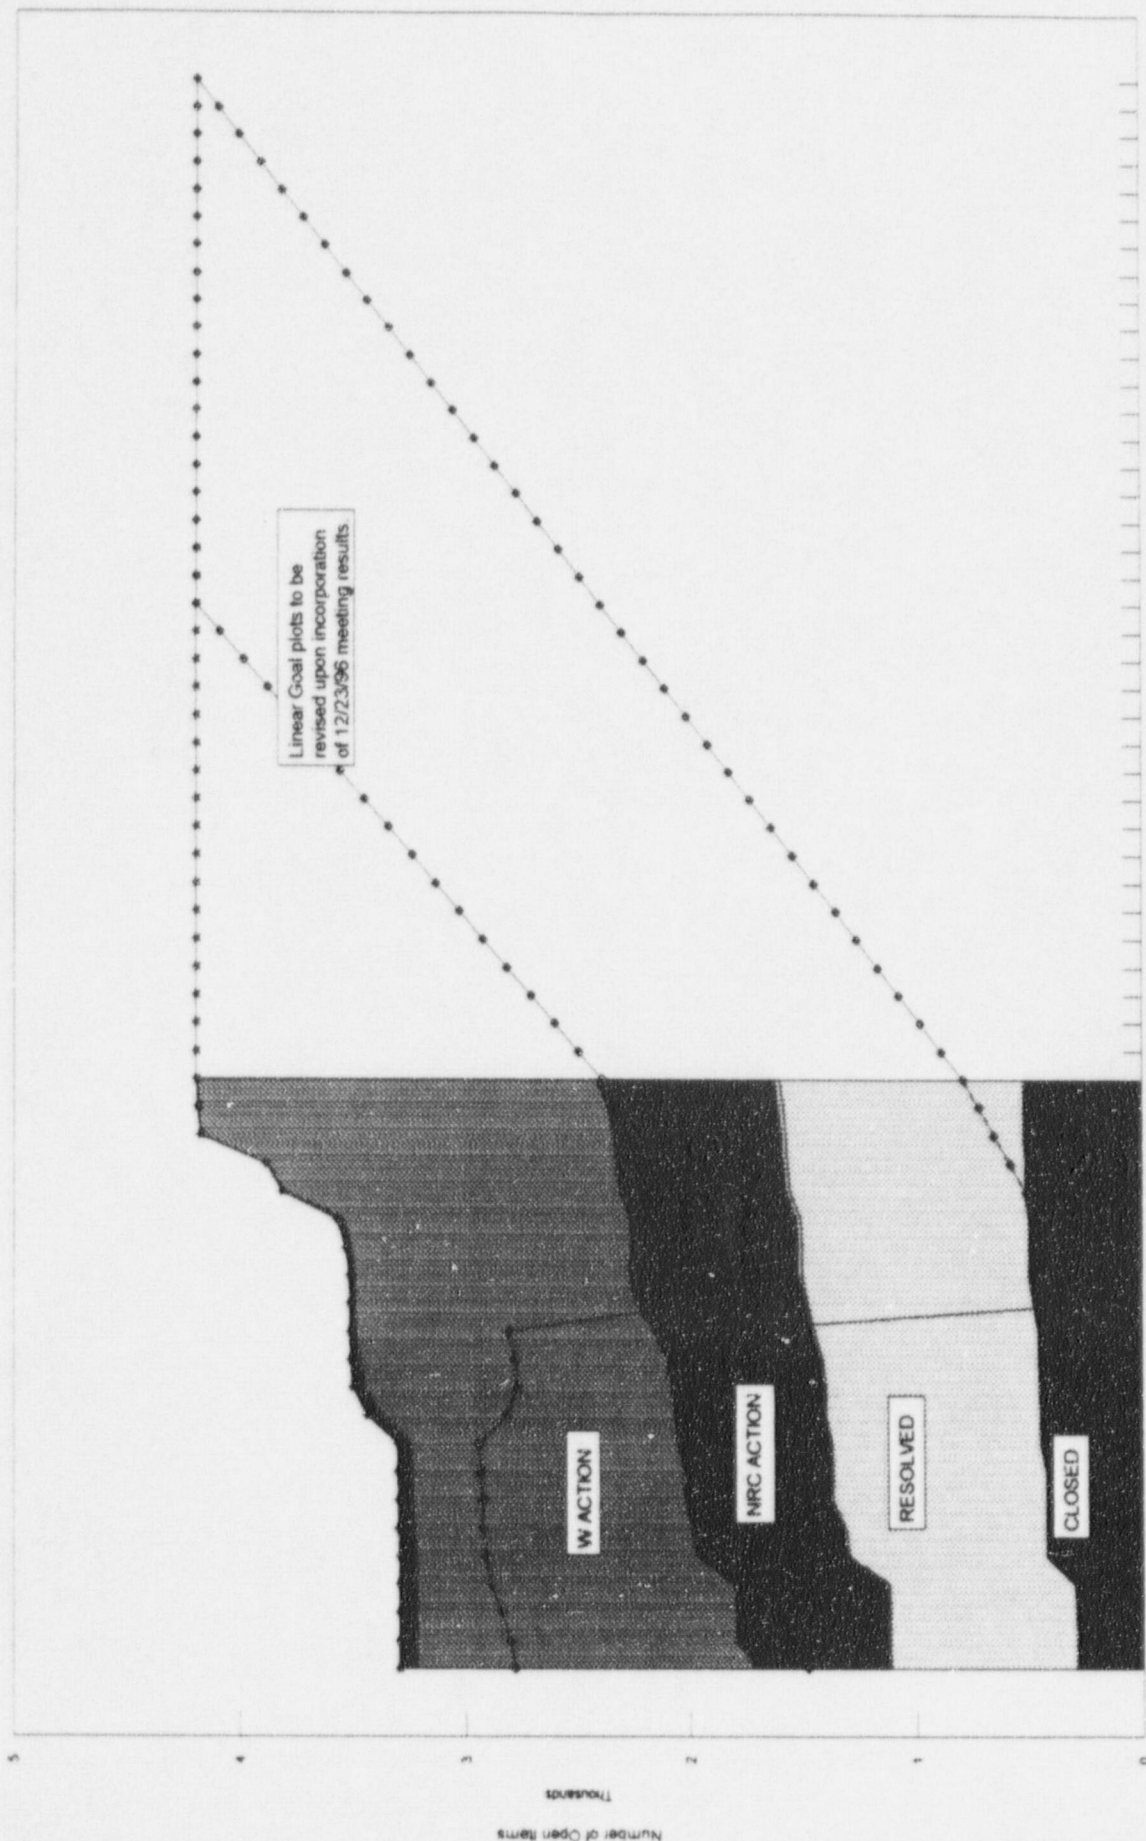 Number of Open Items
Thousands
5
4
3
2
1
0
Linear Goal plots to be
revised upon incorporation
of 12/23/96 meeting results.
W ACTION
NRC ACTION
RESOLVED
CLOSED